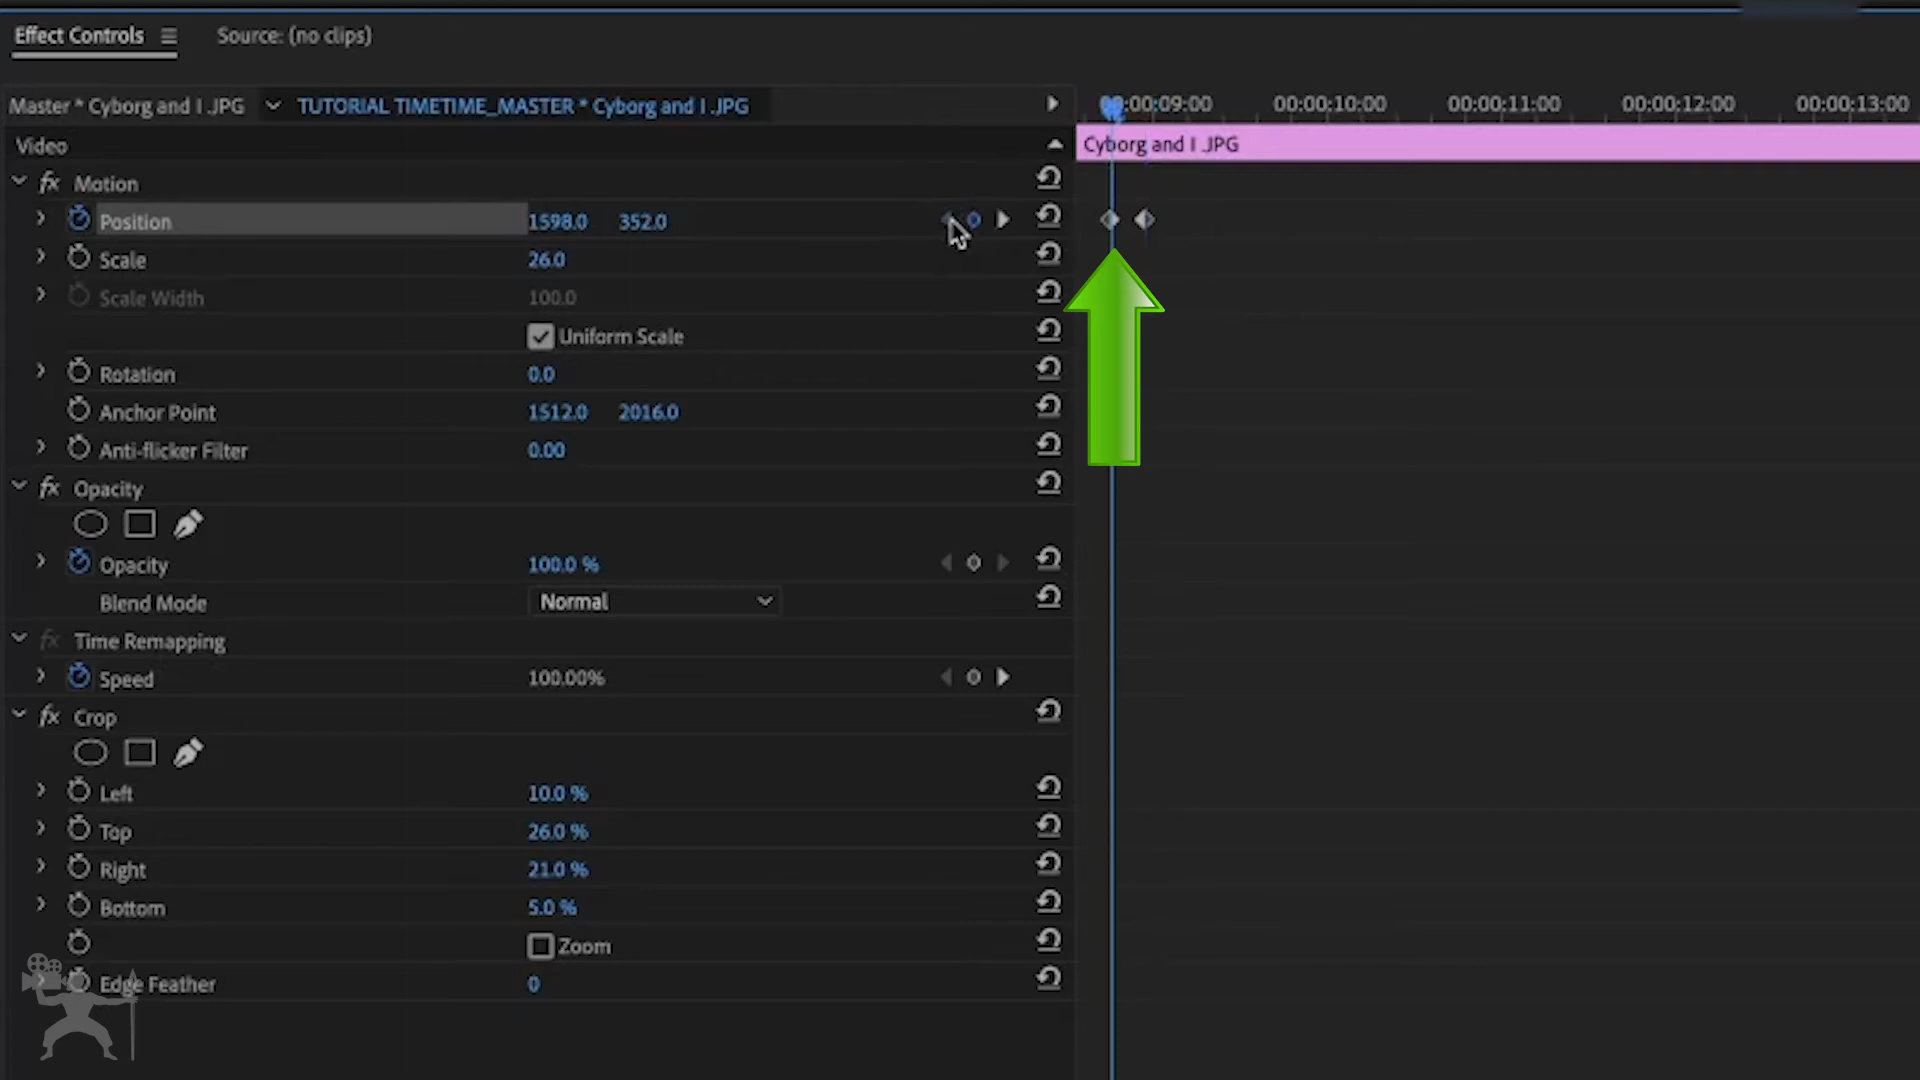 Effect Controls Source: (no clips)
Master * Cyborg and I .JPG TUTORIAL TIMETIME_MASTER * Cyborg and I .JPG 00:00:09:00 00:00:10:00 00:00:11:00 00:00:12:00 00:00:13:00
Video Cyborg and I .JPG
fx Motion
Position 1598.0 352.0
Scale 26.0
Scale Width 100.0
Uniform Scale
Rotation 0.0
Anchor Point 1512.0 2016.0
Anti-flicker Filter 0.00
fx Opacity
Opacity 100.0 %
Blend Mode Normal
fx Time Remapping
Speed 100.00%
fx Crop
Left 10.0 %
Top 26.0 %
Right 21.0 %
Bottom 5.0 %
Zoom
Edge Feather 0